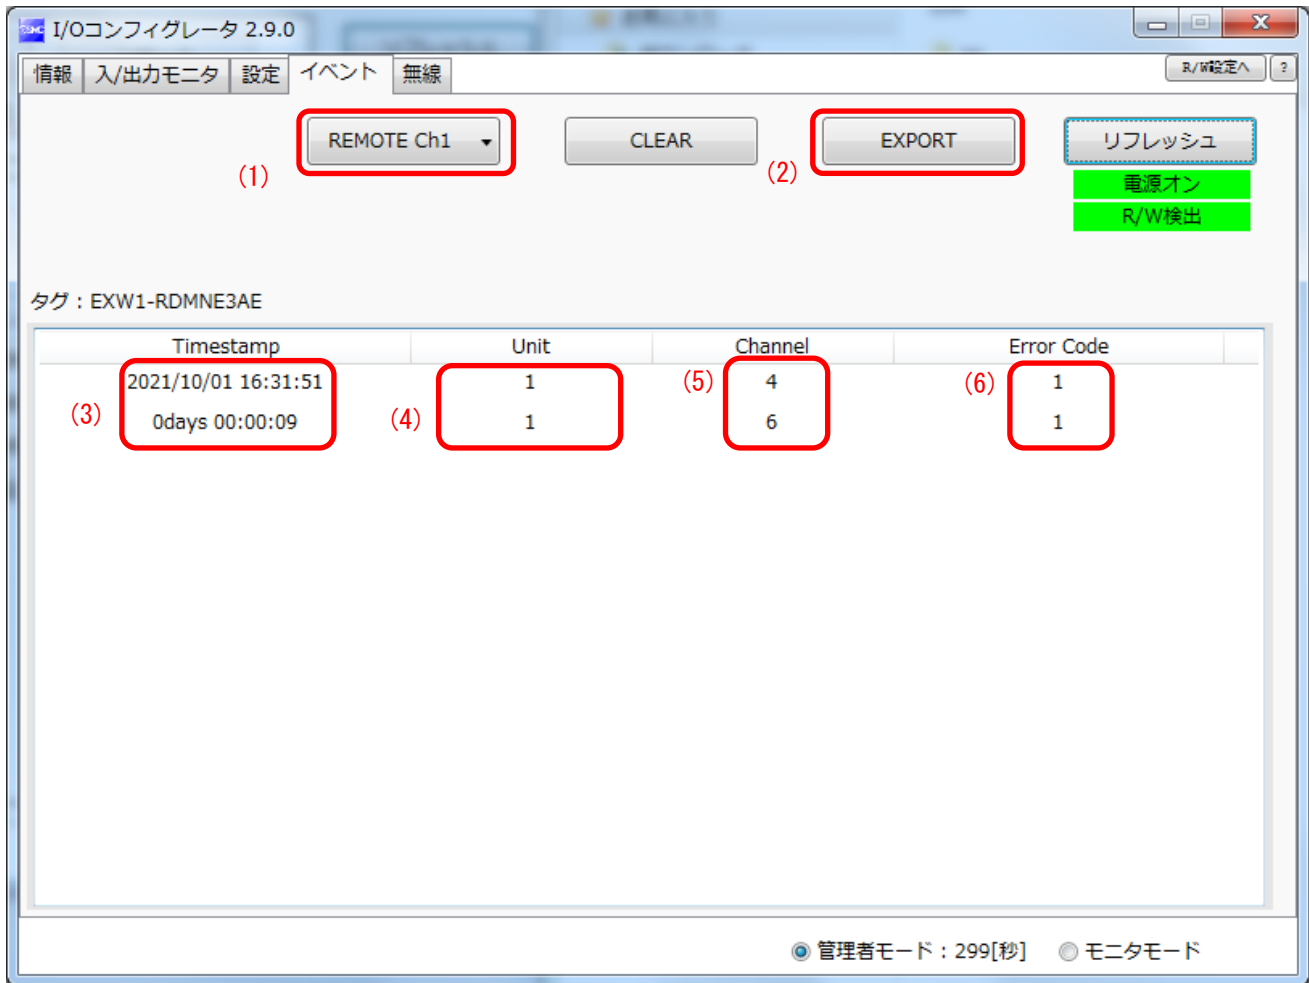 I/Oコンフィグレータ 2.9.0
情報 入/出力モニタ 設定 イベント 無線 R/W設定へ ?
REMOTE Ch1 CLEAR EXPORT リフレッシュ
(1) (2)
電源オン
R/W検出
タグ：EXW1-RDMNE3AE
Timestamp Unit Channel Error Code
2021/10/01 16:31:51 1 (5) 4 (6) 1
(3) 0days 00:00:09 (4) 1 6 1
管理者モード：299[秒] モニタモード